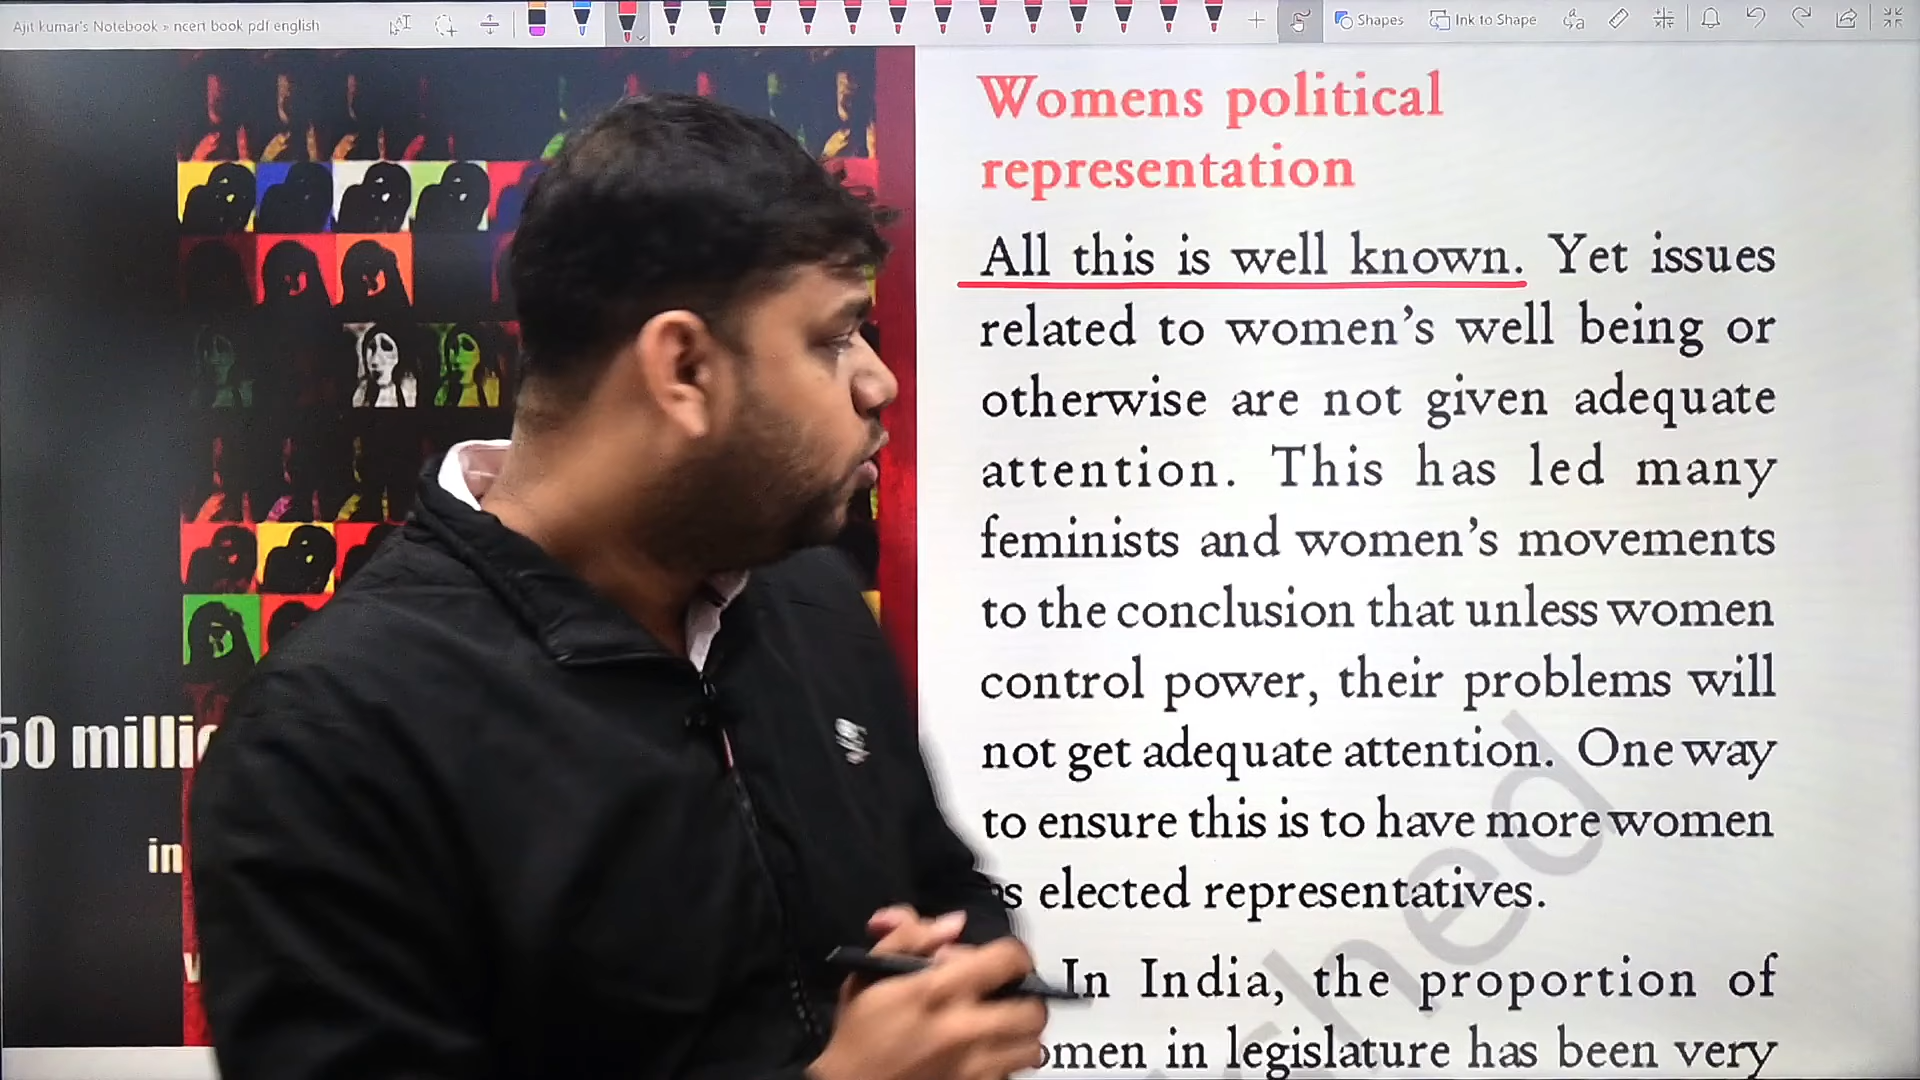 Ajit kumar's Notebook » ncert book pdf english
Shapes
Ink to Shape
50 millio
in
Womens political
representation
All this is well known. Yet issues
related to women's well being or
otherwise are not given adequate
attention. This has led many
feminists and women's movements
to the conclusion that unless women
control power, their problems will
not get adequate attention. One way
to ensure this is to have more women
s elected representatives.
In India, the proportion of
omen in legislature has been very